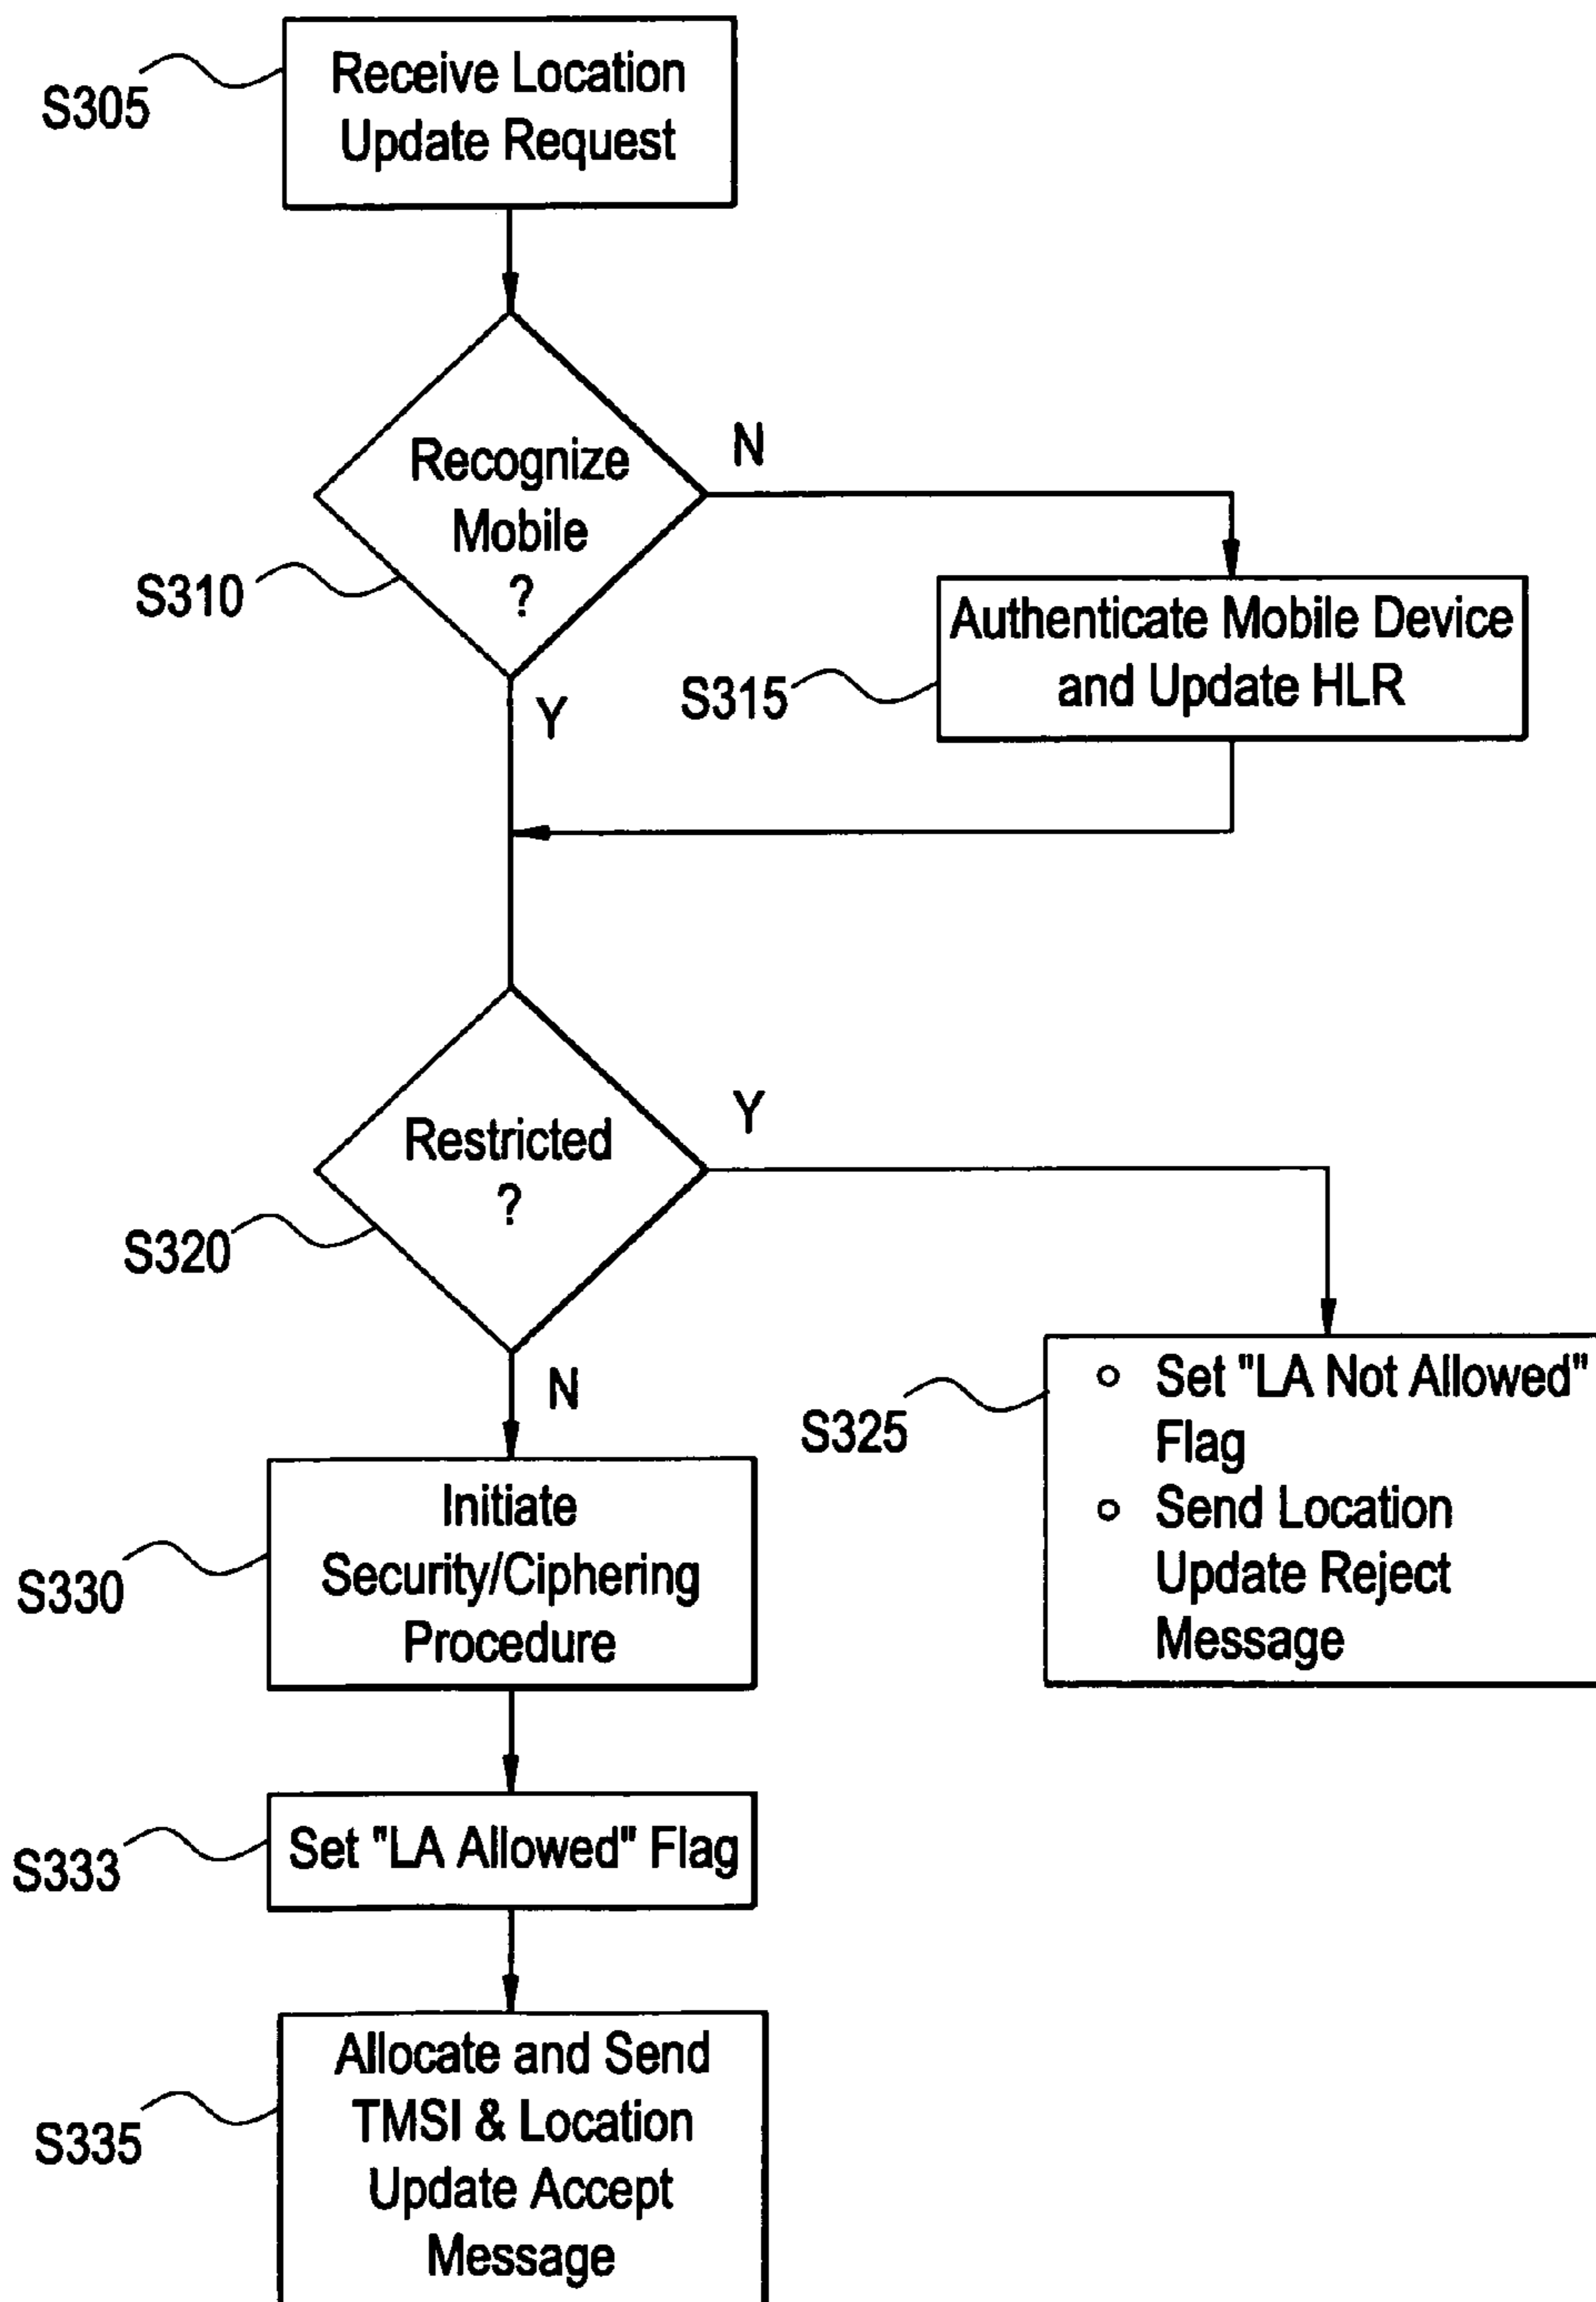 Receive Location
Update Request
S305
Recognize
Mobile
?
N
S310
Y
Authenticate Mobile Device
and Update HLR
S315
Restricted
?
Y
S320
N
○ Set "LA Not Allowed"
Flag
○ Send Location
Update Reject
Message
S325
Initiate
Security/Ciphering
Procedure
S330
Set "LA Allowed" Flag
S333
Allocate and Send
TMSI & Location
Update Accept
Message
S335